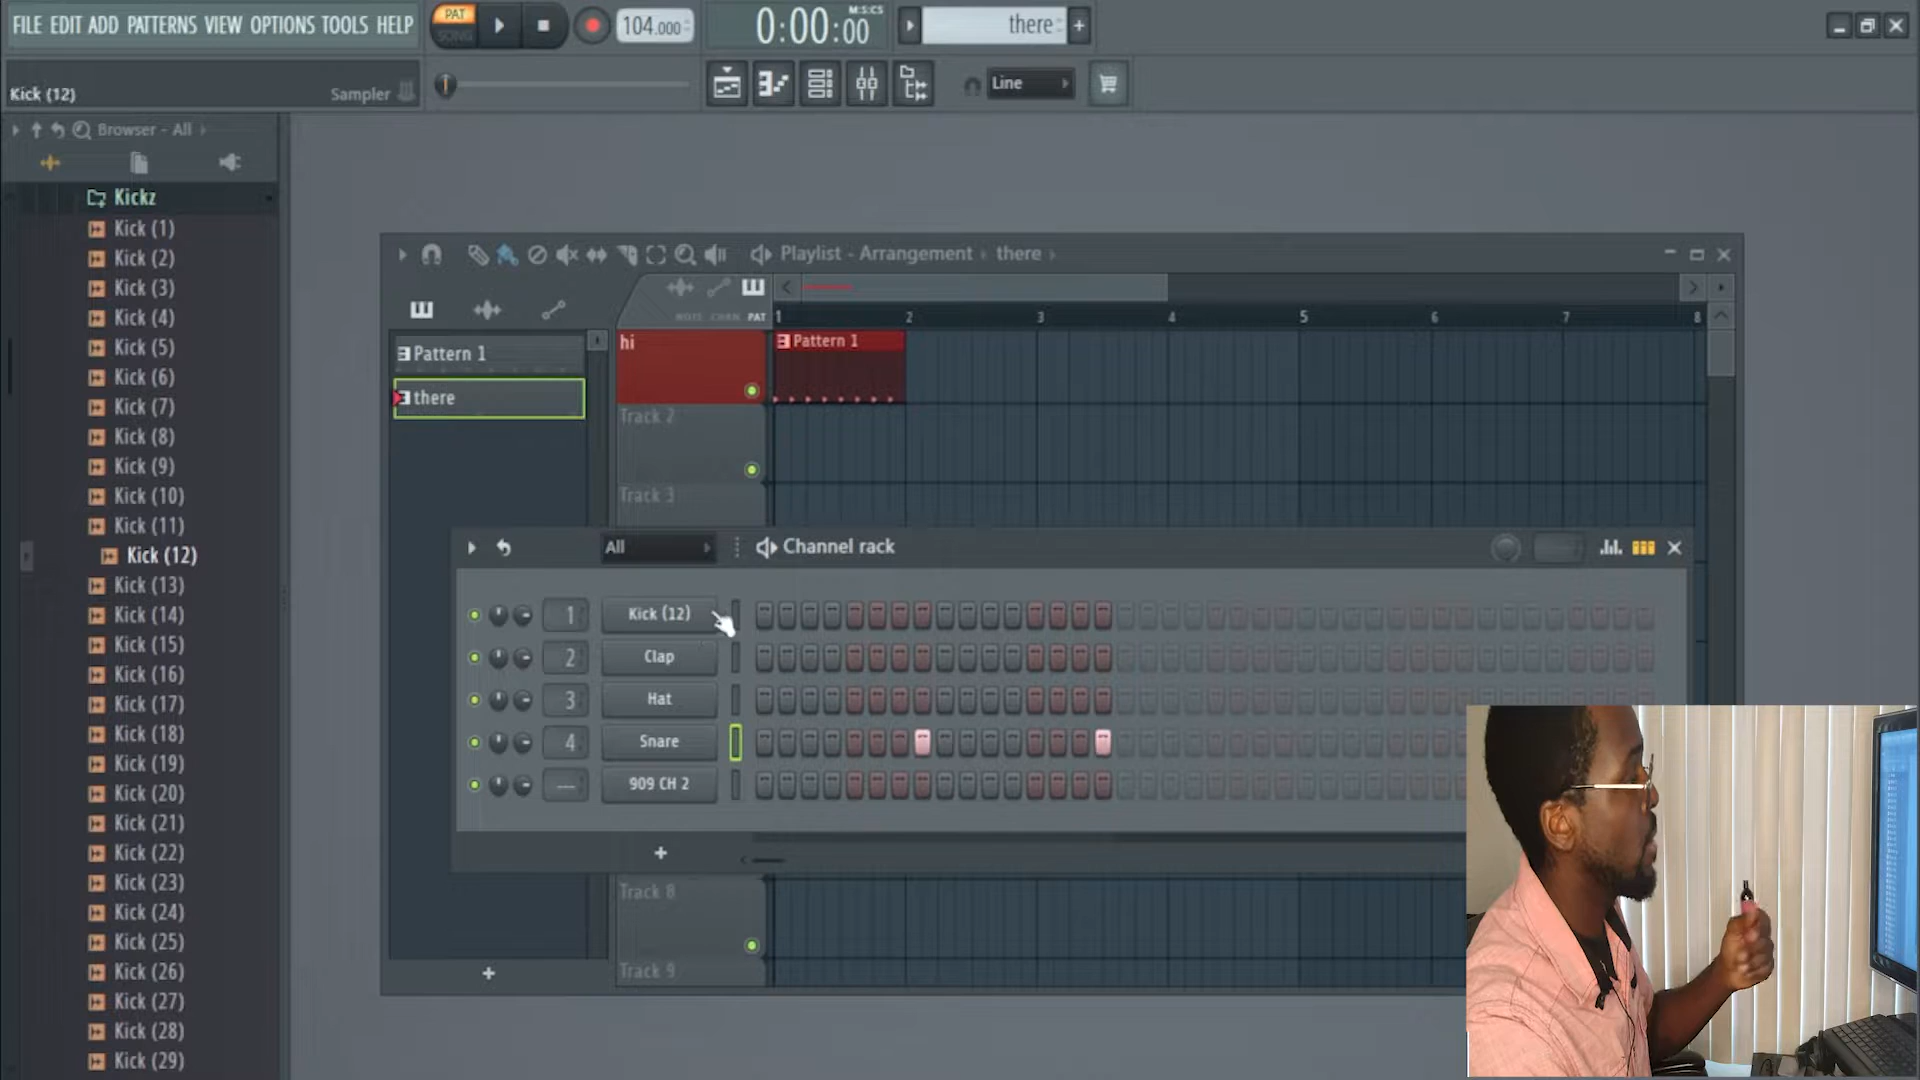 FILE EDIT ADD PATTERNS VIEW OPTIONS TOOLS HELP
PAT
SONG
104.000
0:00:00
M:S:CS
there
Kick (12)
Sampler
Line
Browser - All
Kickz
Kick (1)
Kick (2)
Kick (3)
Kick (4)
Kick (5)
Kick (6)
Kick (7)
Kick (8)
Kick (9)
Kick (10)
Kick (11)
Kick (12)
Kick (13)
Kick (14)
Kick (15)
Kick (16)
Kick (17)
Kick (18)
Kick (19)
Kick (20)
Kick (21)
Kick (22)
Kick (23)
Kick (24)
Kick (25)
Kick (26)
Kick (27)
Kick (28)
Kick (29)
Playlist - Arrangement › there
NOTE CHAN PAT
1 2 3 4 5 6 7 8
Pattern 1
there
hi
Pattern 1
Track 2
Track 3
All
Channel rack
1 Kick (12)
2 Clap
3 Hat
4 Snare
--- 909 CH 2
Track 8
Track 9